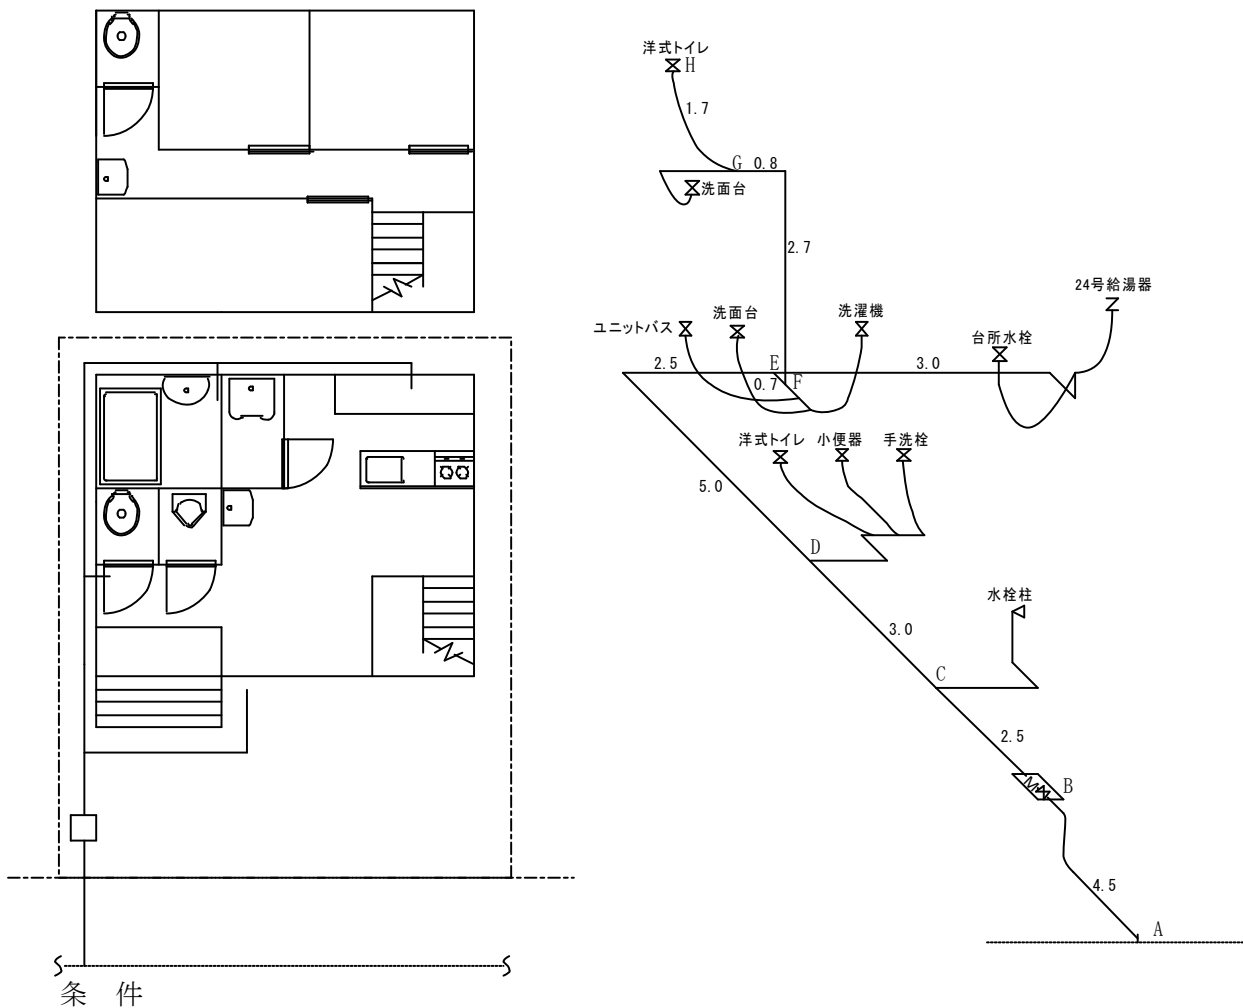 洋式トイレ
H
1.7
G 0.8
洗面台
2.7
24号給湯器
ユニットバス
洗面台
洗濯機
台所水栓
2.5
E
3.0
0.7
F
洋式トイレ
小便器
手洗栓
5.0
D
水栓柱
3.0
C
2.5
M
B
4.5
A
条 件